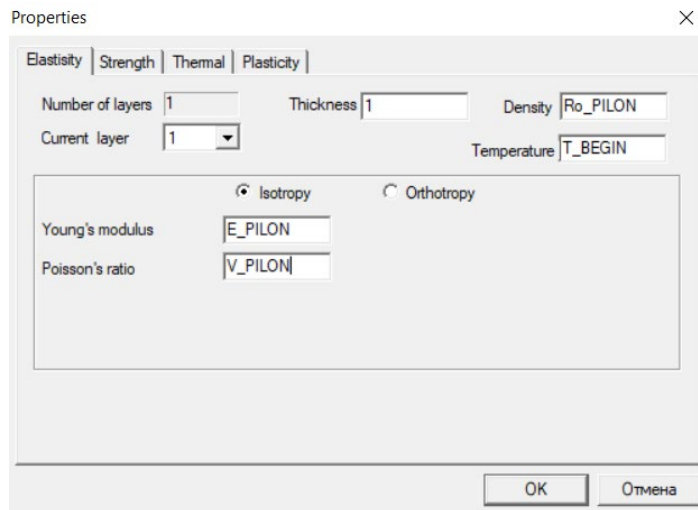 Properties
Elastisity Strength Thermal Plasticity
Number of layers 1 Thickness 1 Density Ro_PILON
Current layer 1 Temperature T_BEGIN
Isotropy Orthotropy
Young's modulus E_PILON
Poisson's ratio V_PILON
OK Отмена